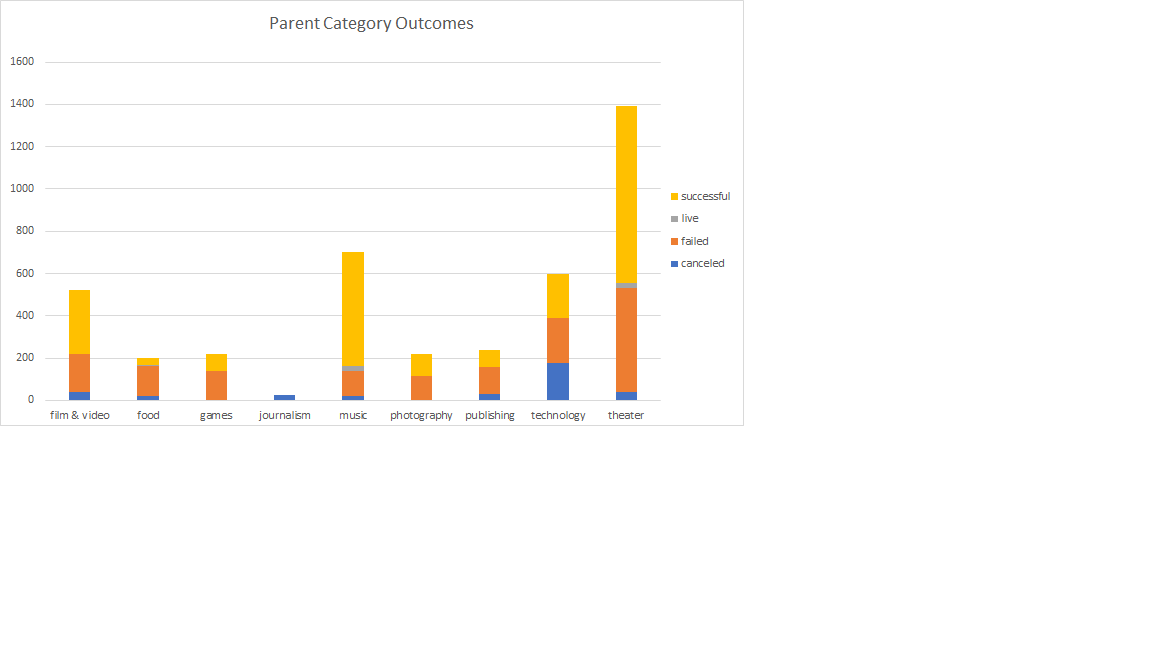 Parent Category Outcomes
1600
1400
1200
1000
800
600
400
200
0
film & video food games journalism music photography publishing technology theater
successful
live
failed
canceled